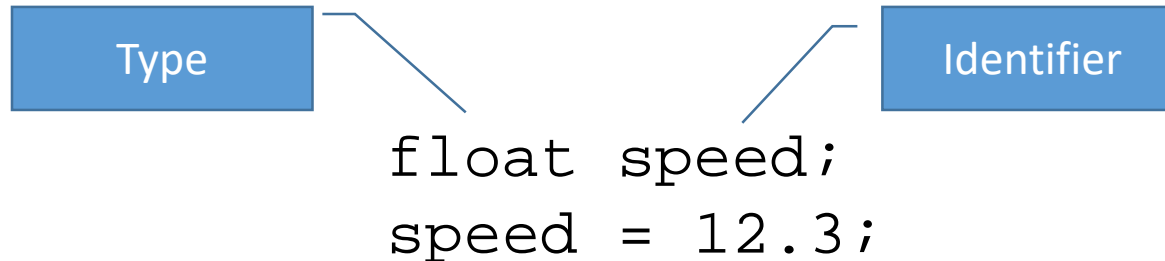 Type
Identifier
float speed;
speed = 12.3;